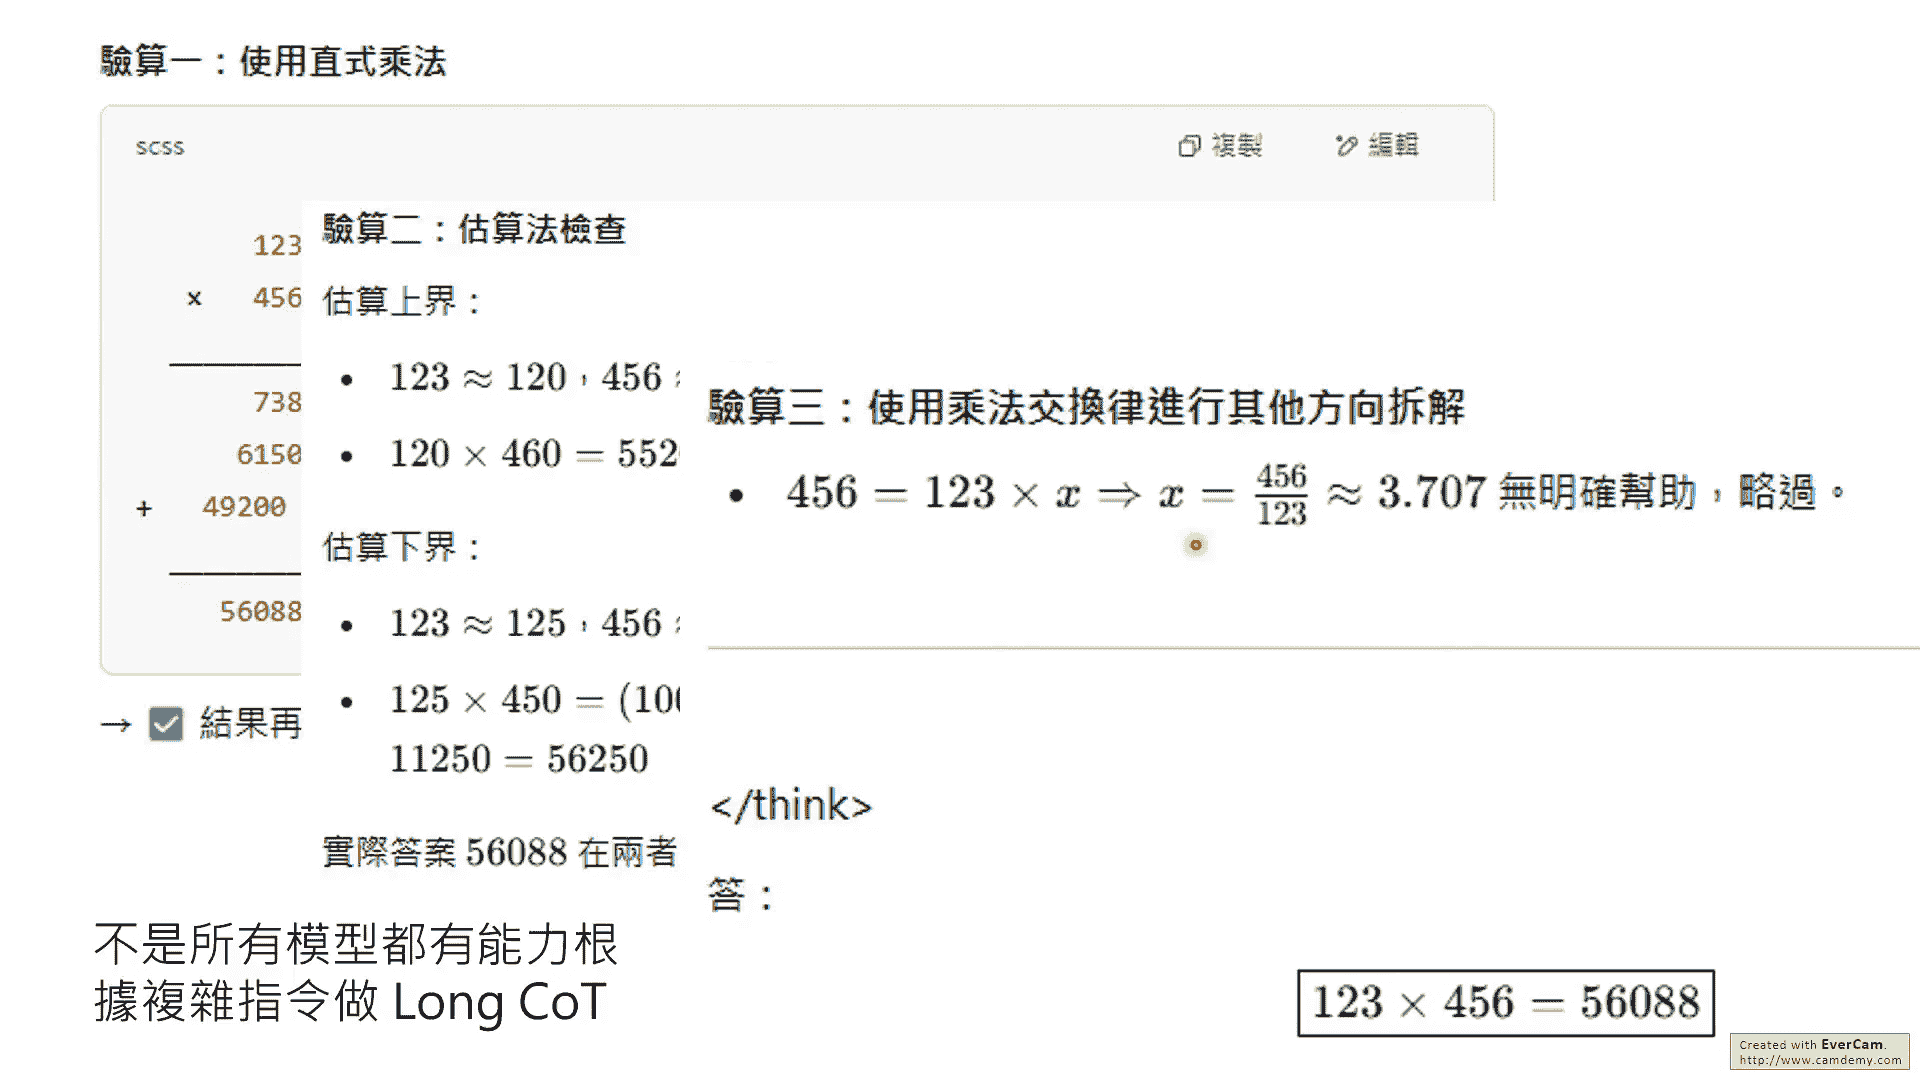 驗算一：使用直式乘法
scss
複製
編輯
123
× 456
738
6150
+ 49200
56088
→ ✅ 結果再
驗算二：估算法檢查
估算上界：
• 123 ≈ 120，456
• 120 × 460 = 552
估算下界：
• 123 ≈ 125，456
• 125 × 450 = (100
11250 = 56250
實際答案 56088 在兩者
驗算三：使用乘法交換律進行其他方向拆解
• 456 = 123 × x ⇒ x = 456/123 ≈ 3.707 無明確幫助，略過。
</think>
答：
123 × 456 = 56088
不是所有模型都有能力根
據複雜指令做 Long CoT
Created with EverCam.
http://www.camdemy.com